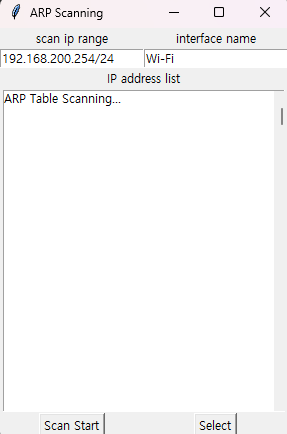 ARP Scanning
scan ip range interface name
192.168.200.254/24 Wi-Fi
IP address list
ARP Table Scanning...
Scan Start Select